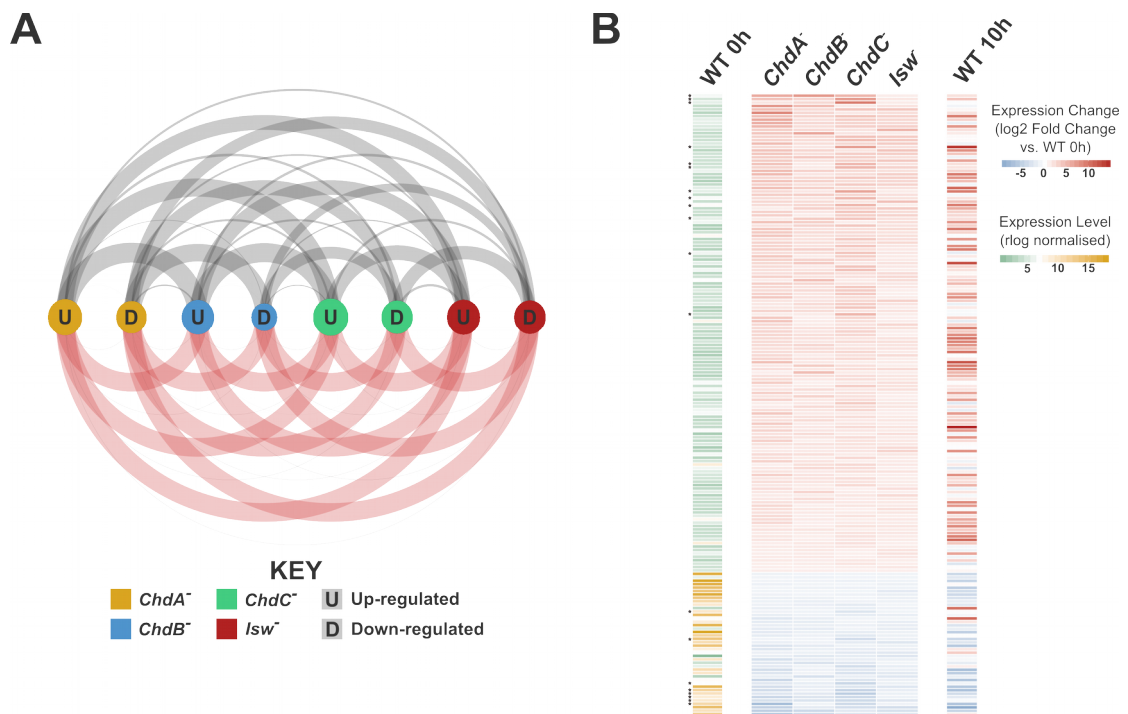 A
U D U D U D U D
KEY
ChdA⁻ ChdC⁻ U Up-regulated
ChdB⁻ Isw⁻ D Down-regulated
B
WT 0h ChdA⁻ ChdB⁻ ChdC⁻ Isw⁻ WT 10h
Expression Change
(log2 Fold Change
vs. WT 0h)
-5 0 5 10
Expression Level
(rlog normalised)
5 10 15